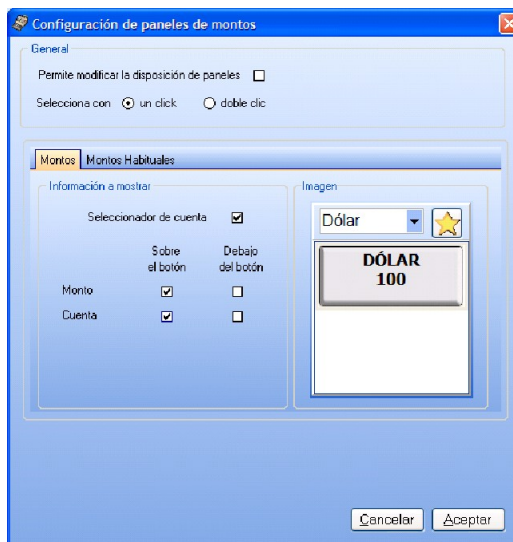 Configuración de paneles de montos
General
Permite modificar la disposición de paneles
Selecciona con un click doble clic
Montos Montos Habituales
Información a mostrar
Imagen
Seleccionador de cuenta
Dólar
Sobre el botón
Debajo del botón
DÓLAR
100
Monto
Cuenta
Cancelar Aceptar